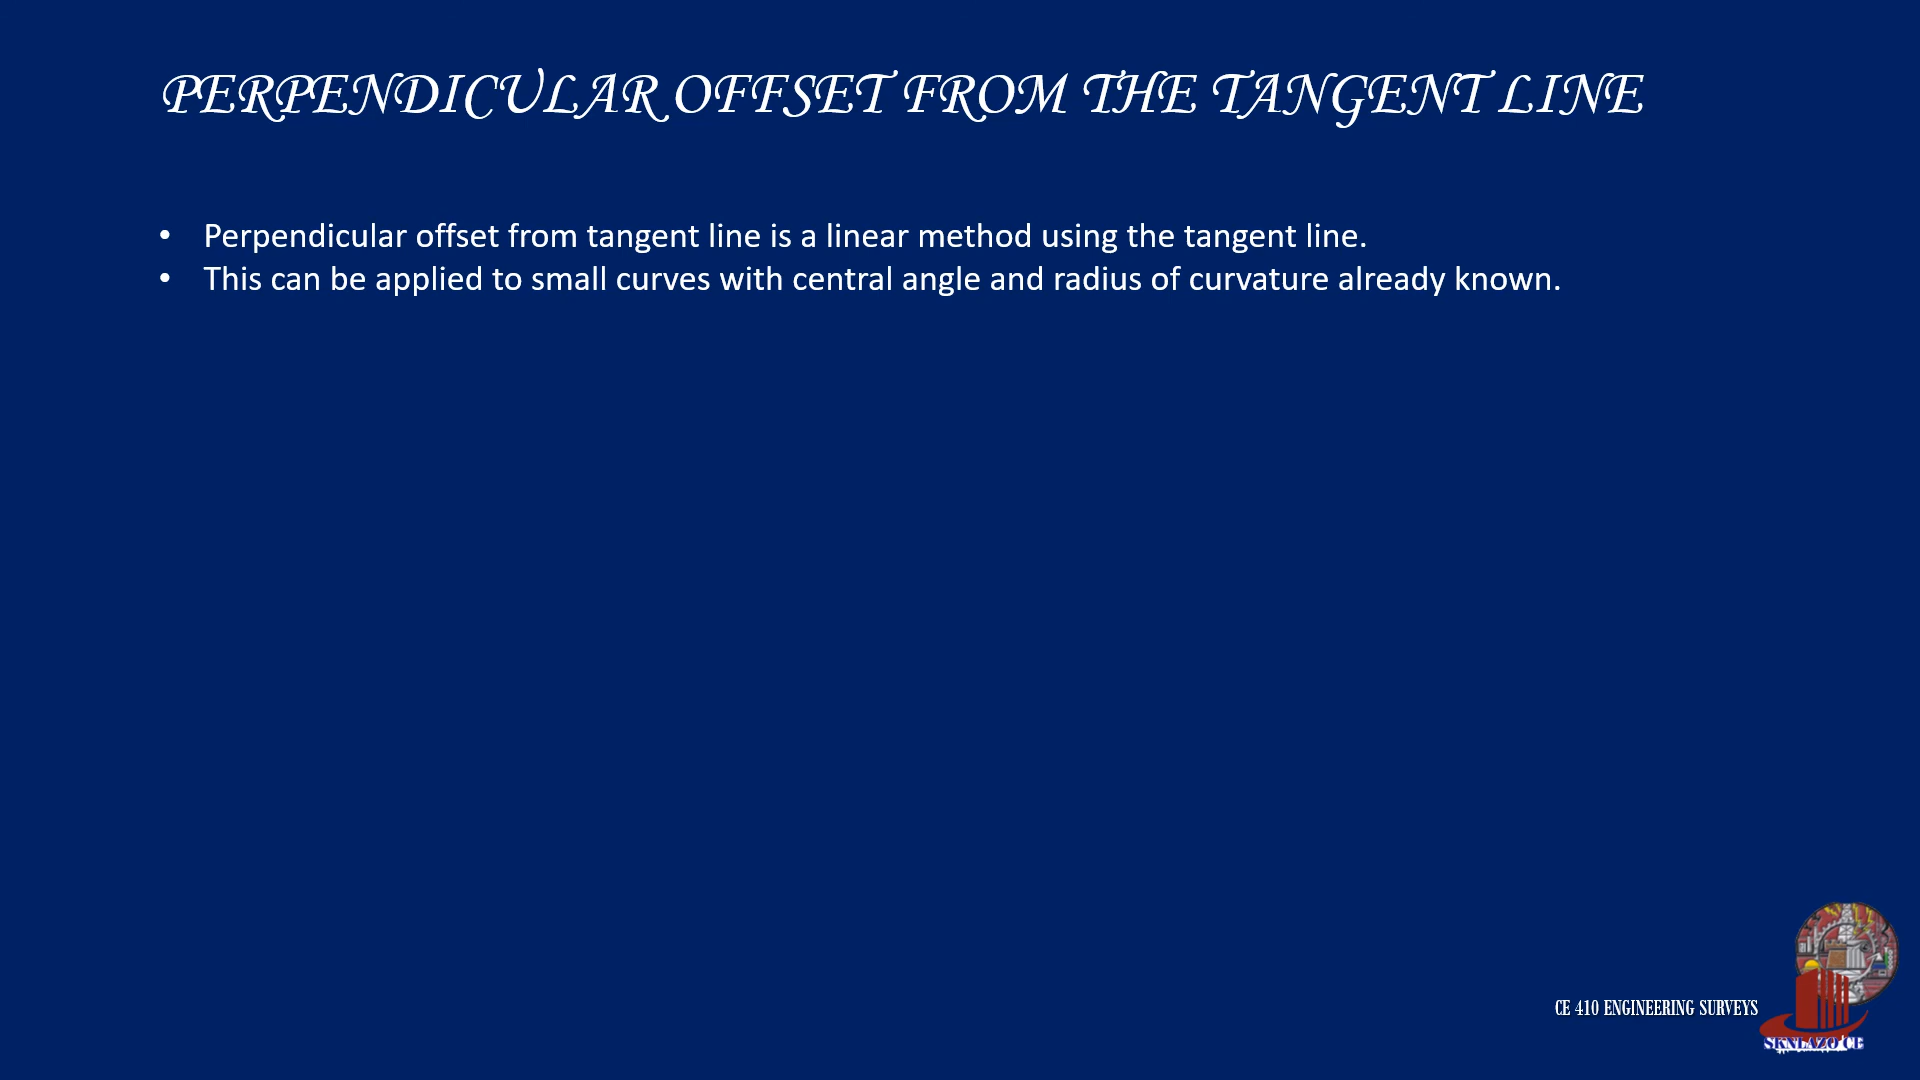 PERPENDICULAR OFFSET FROM THE TANGENT LINE
• Perpendicular offset from tangent line is a linear method using the tangent line.
• This can be applied to small curves with central angle and radius of curvature already known.
CE 410 ENGINEERING SURVEYS
SKNLAZO CE